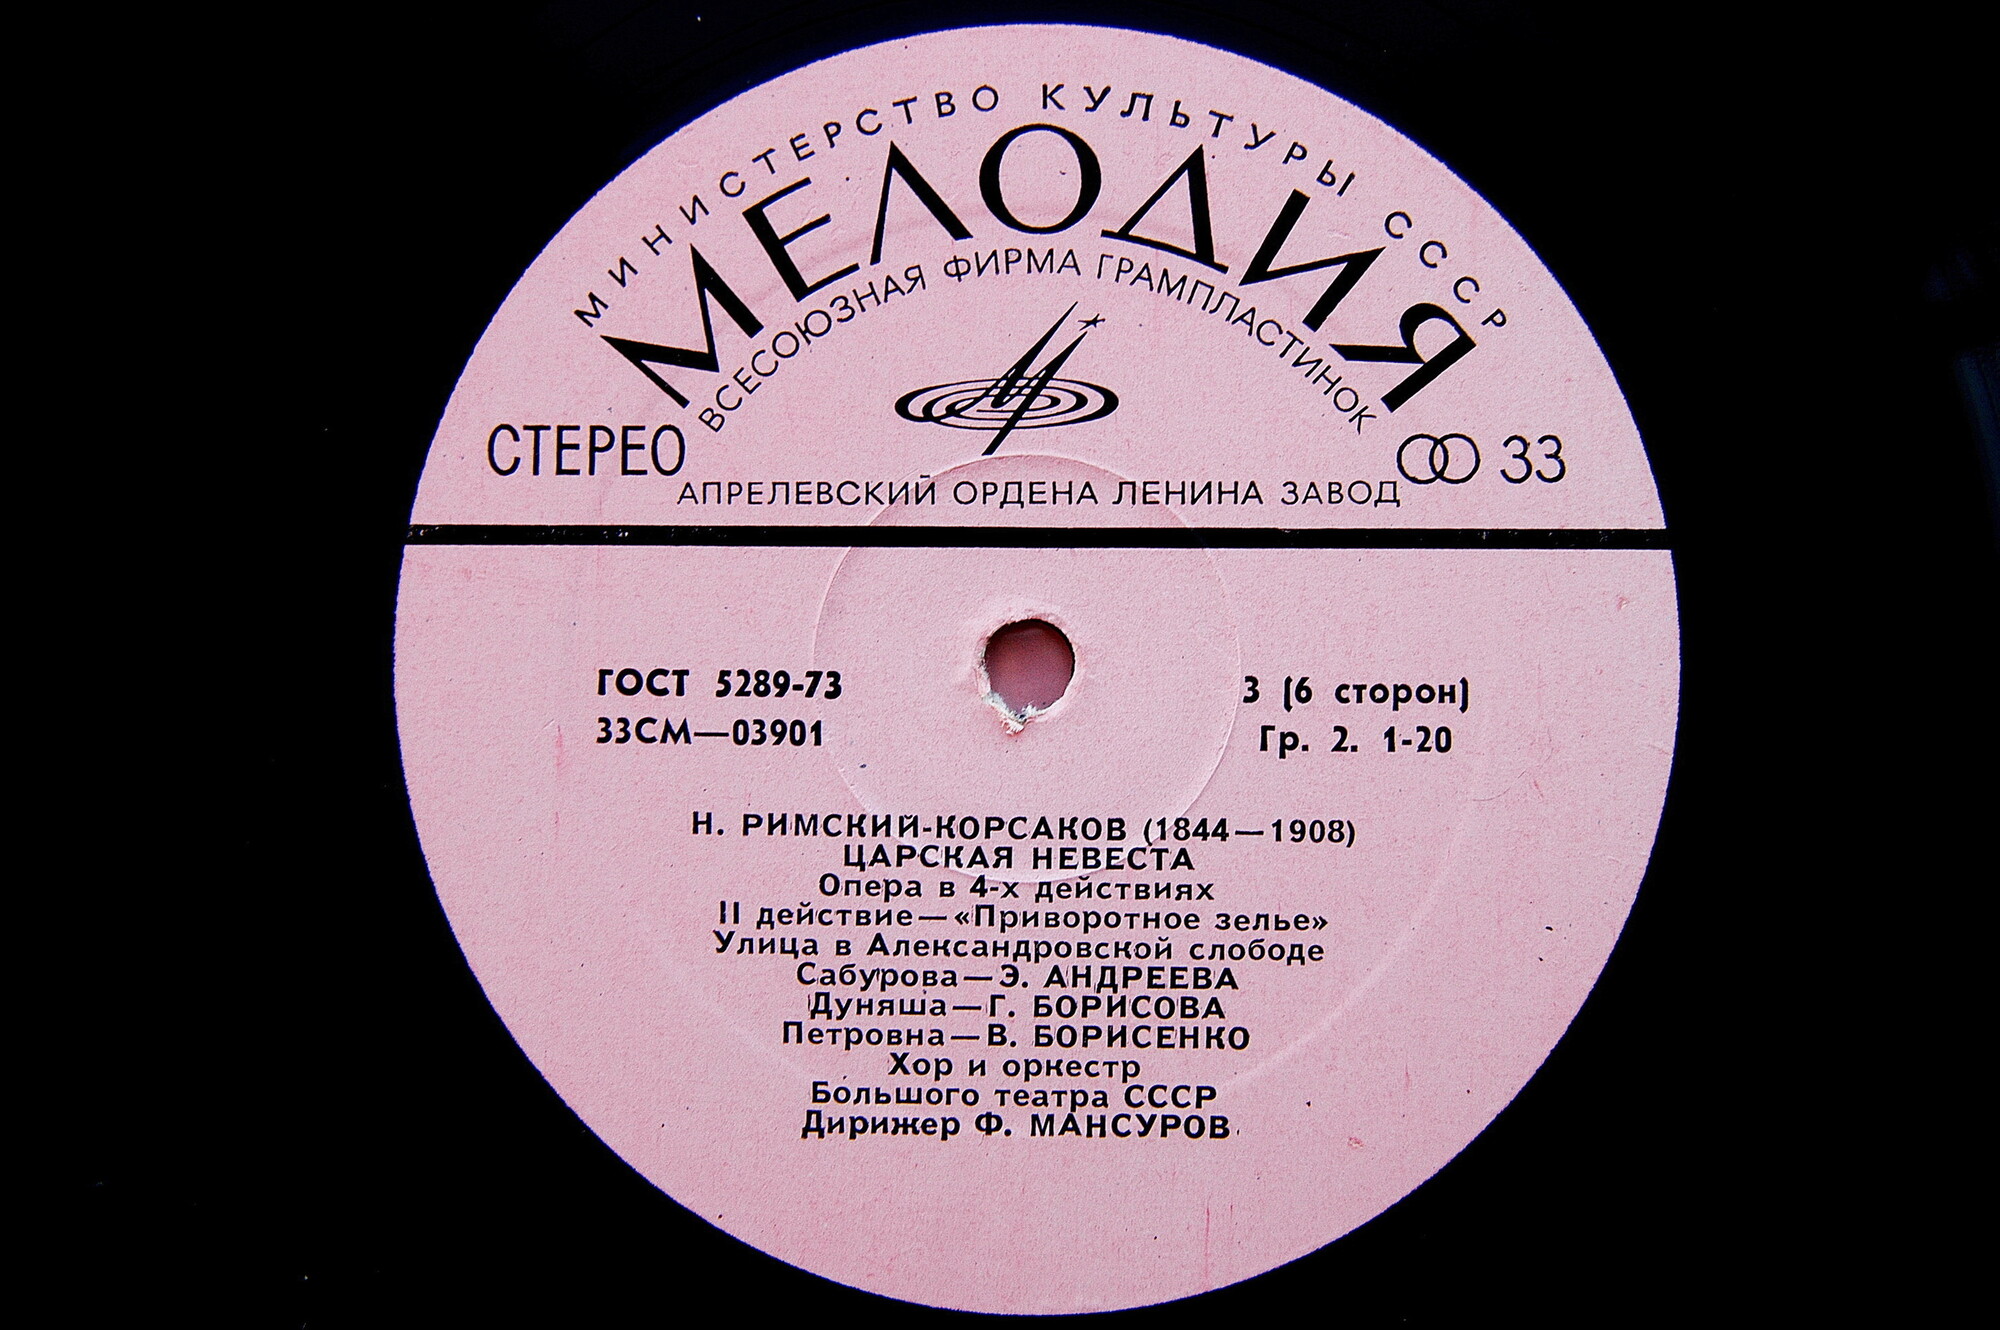 МИНИСТЕРСТВО КУЛЬТУРЫ СССР
МЕЛОДИЯ
ВСЕСОЮЗНАЯ ФИРМА ГРАМПЛАСТИНОК
СТЕРЕО
33
АПРЕЛЕВСКИЙ ОРДЕНА ЛЕНИНА ЗАВОД
ГОСТ 5289-73
33СМ—03901
3 (6 сторон)
Гр. 2. 1-20
Н. РИМСКИЙ-КОРСАКОВ (1844—1908)
ЦАРСКАЯ НЕВЕСТА
Опера в 4-х действиях
II действие—«Приворотное зелье»
Улица в Александровской слободе
Сабурова—Э. АНДРЕЕВА
Дуняша—Г. БОРИСОВА
Петровна—В. БОРИСЕНКО
Хор и оркестр
Большого театра СССР
Дирижер Ф. МАНСУРОВ